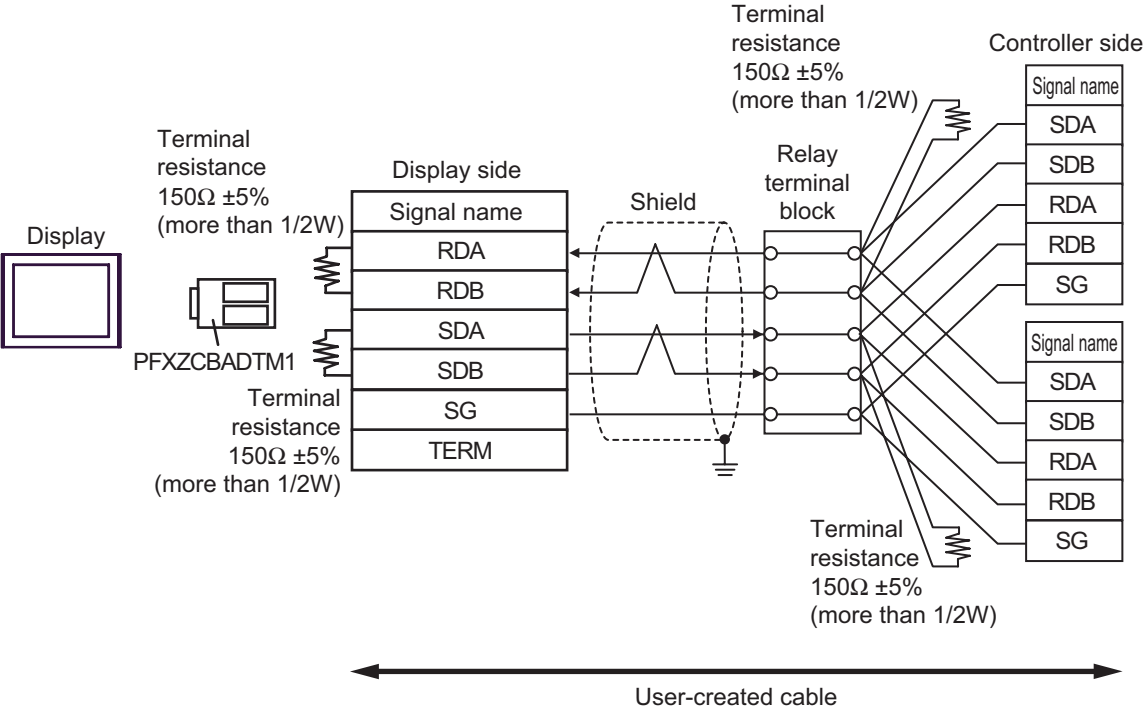 Terminal
resistance
150Ω ±5%
(more than 1/2W)
Controller side
Signal name
SDA
SDB
RDA
RDB
SG
Signal name
SDA
SDB
RDA
RDB
SG
Relay
terminal
block
Shield
Terminal
resistance
150Ω ±5%
(more than 1/2W)
Display side
Signal name
RDA
RDB
SDA
SDB
SG
TERM
Display
PFXZCBADTM1
Terminal
resistance
150Ω ±5%
(more than 1/2W)
Terminal
resistance
150Ω ±5%
(more than 1/2W)
User-created cable